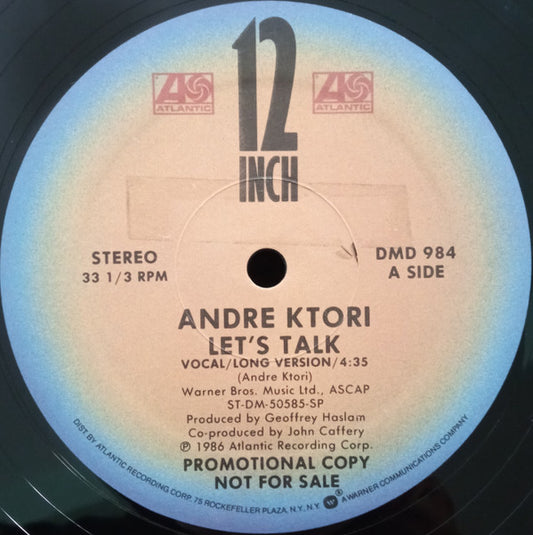 12
INCH
ATLANTIC
ATLANTIC
STEREO
33 1/3 RPM
DMD 984
A SIDE
ANDRE KTORI
LET'S TALK
VOCAL/LONG VERSION/4:35
(Andre Ktori)
Warner Bros. Music Ltd., ASCAP
ST-DM-50585-SP
Produced by Geoffrey Haslam
Co-produced by John Caffery
℗ 1986 Atlantic Recording Corp.
PROMOTIONAL COPY
NOT FOR SALE
DIST. BY ATLANTIC RECORDING CORP. 75 ROCKEFELLER PLAZA, N.Y., N.Y. ® A WARNER COMMUNICATIONS COMPANY